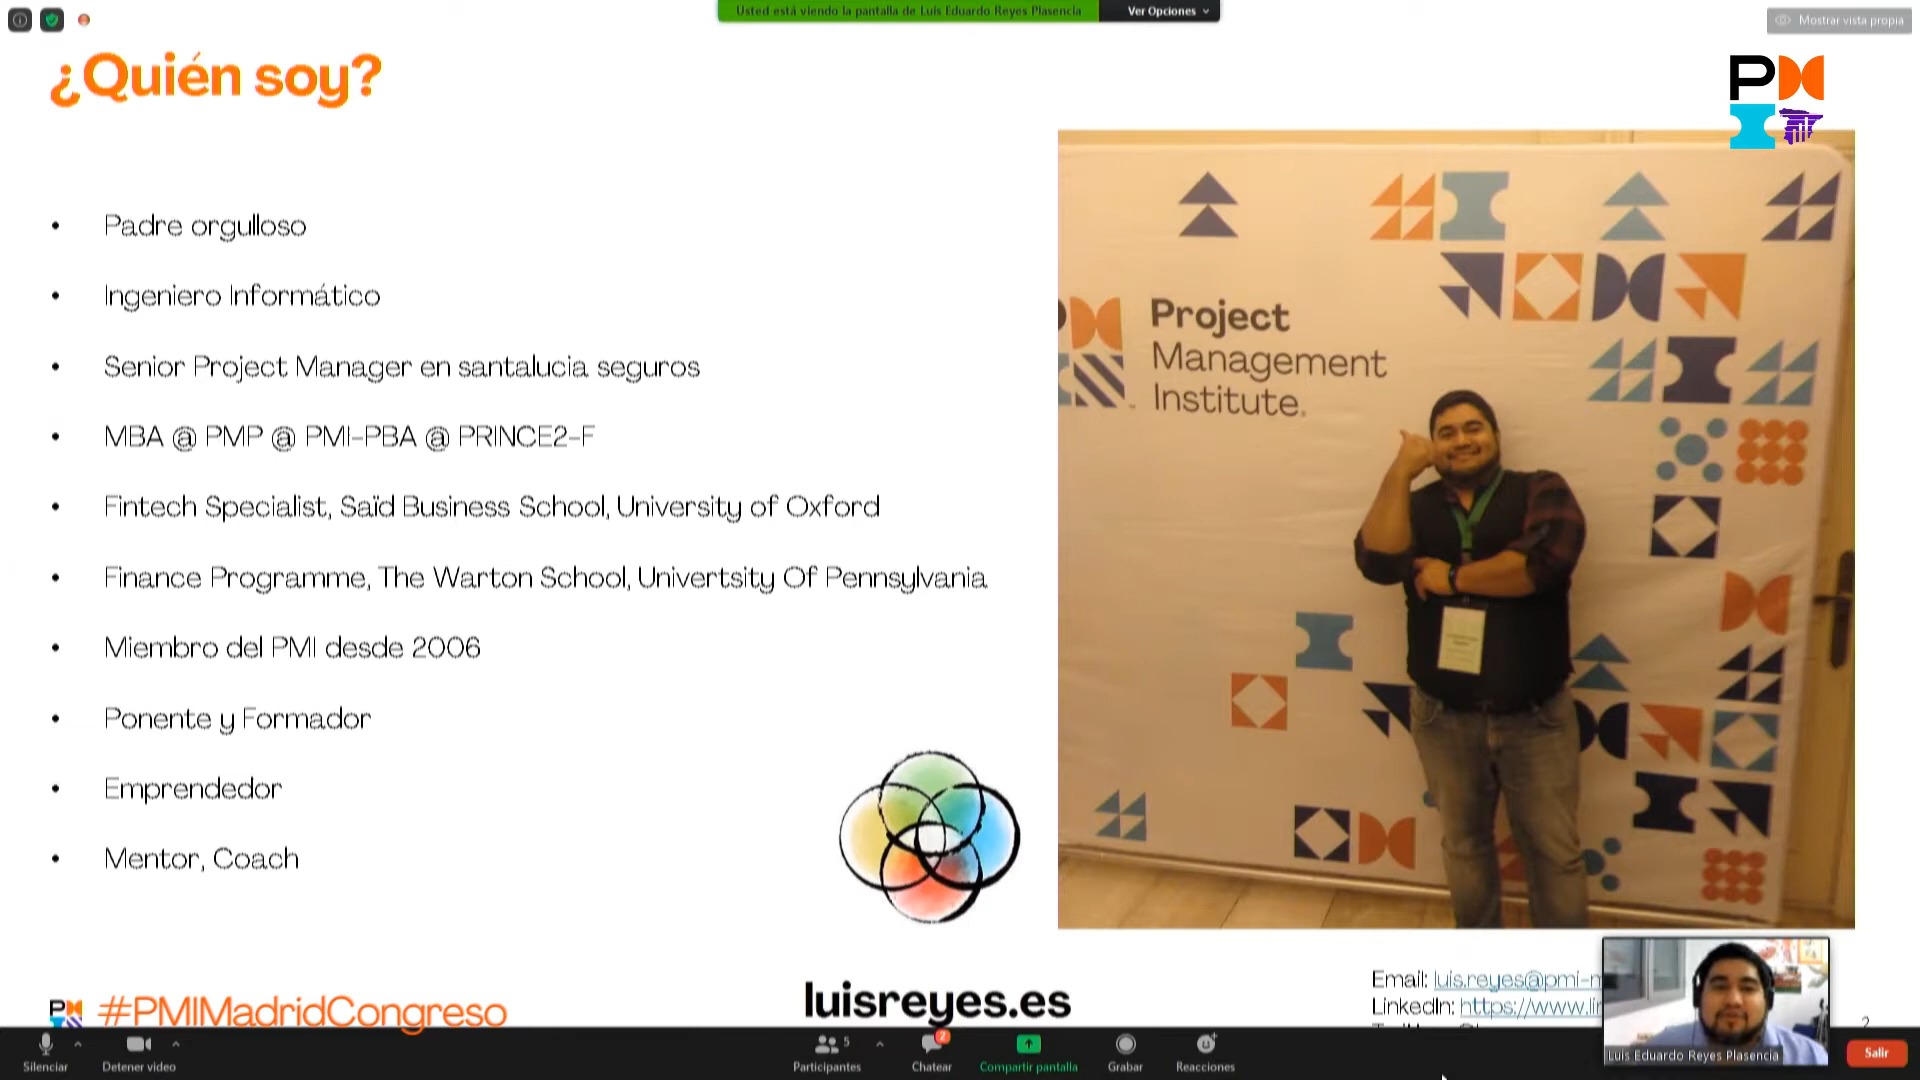 Usted está viendo la pantalla de Luis Eduardo Reyes Plasencia
Ver Opciones
Mostrar vista propia
¿Quién soy?
PMI
• Padre orgulloso
• Ingeniero Informático
• Senior Project Manager en santalucia seguros
• MBA @ PMP @ PMI-PBA @ PRINCE2-F
• Fintech Specialist, Saïd Business School, University of Oxford
• Finance Programme, The Warton School, Univertsity Of Pennsylvania
• Miembro del PMI desde 2006
• Ponente y Formador
• Emprendedor
• Mentor, Coach
Project
Management
Institute.
#PMIMadridCongreso
luisreyes.es
Email: luis.reyes@pmi-
LinkedIn: https://www.li
2
Luis Eduardo Reyes Plasencia
Silenciar
Detener video
5
Participantes
2
Chatear
Compartir pantalla
Grabar
Reacciones
Salir